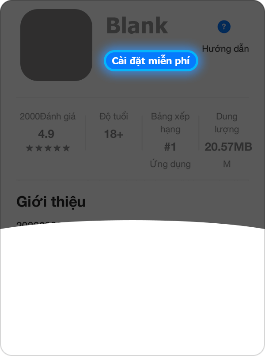 Blank
?
Hướng dẫn
Cài đặt miễn phí
2000Đánh giá
Độ tuổi
Bảng xếp
hạng
Dung
lượng
4.9
18+
#1
20.57MB
★★★★★
Ứng dụng
M
Giới thiệu